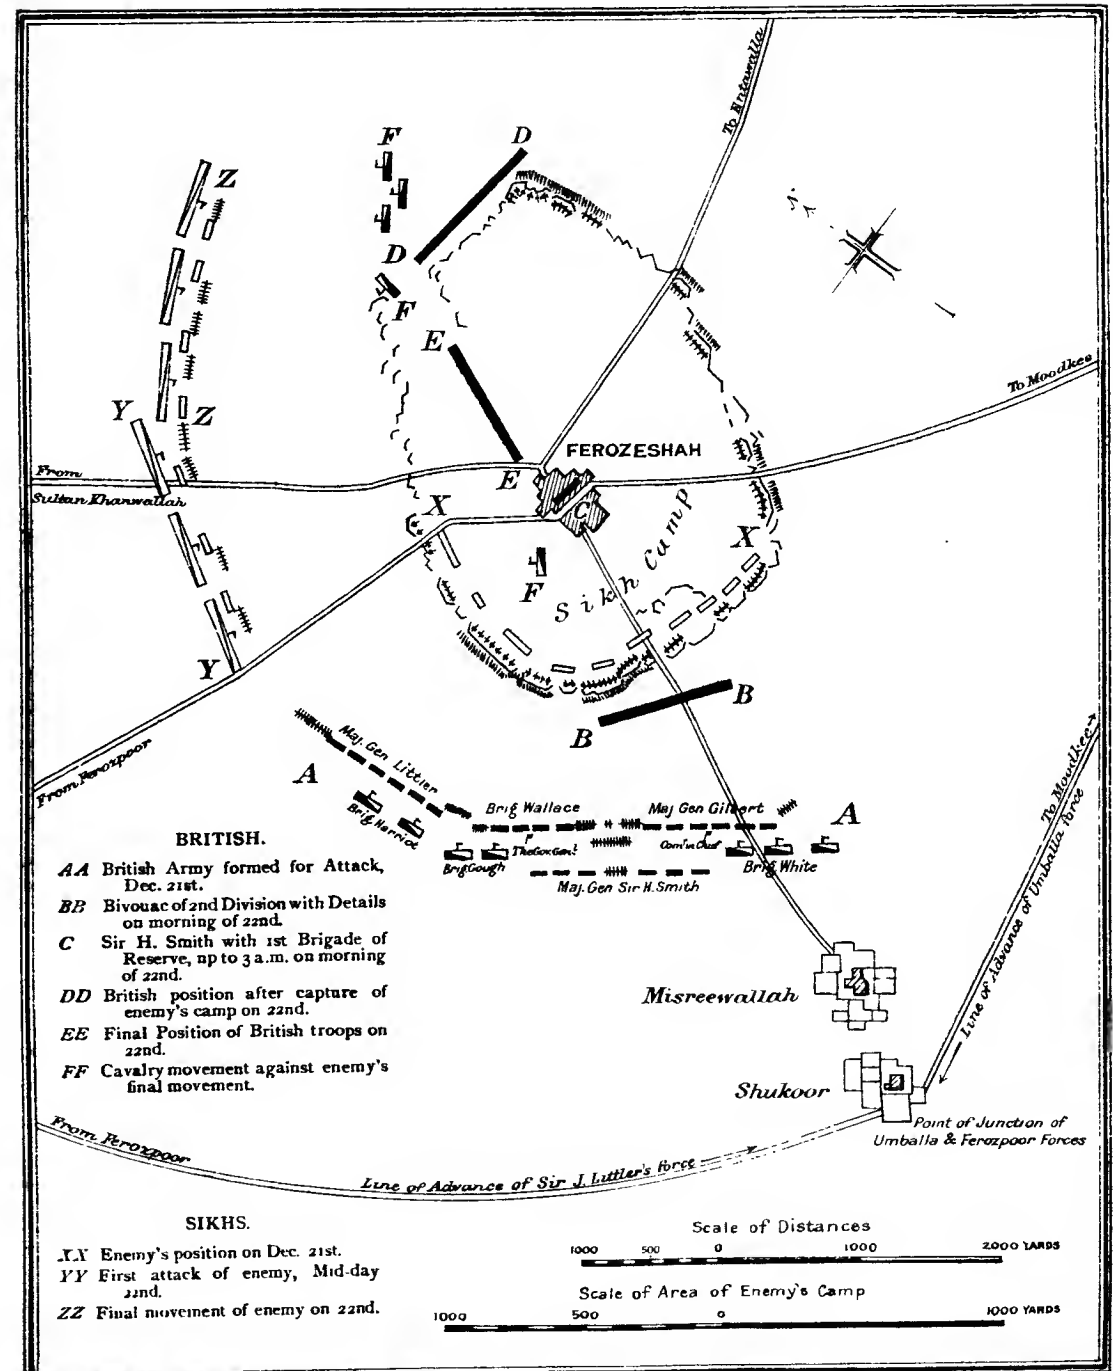 To Entawalla
F
D
Z
N.
D
F
E
To Moodkee
Y
Z
FEROZESHAH
From
Sultan Khanwallah
E
X
C
X
Sikh Camp
F
Y
B
B
From Ferozpoor
Maj. Gen Littler
A
Brig Harriot
Brig Wallace
Maj Gen Gilbert
A
The Gov. Genl
Com'in Chief
Brig Gough
Brig White
Maj. Gen Sir H. Smith
To Moodkee
Line of Advance of Umballa force
BRITISH.
AA British Army formed for Attack,
Dec. 21st.
BB Bivouac of 2nd Division with Details
on morning of 22nd.
C Sir H. Smith with 1st Brigade of
Reserve, up to 3 a.m. on morning
of 22nd.
DD British position after capture of
enemy's camp on 22nd.
EE Final Position of British troops on
22nd.
FF Cavalry movement against enemy's
final movement.
Misreewallah
Shukoor
Point of Junction of
Umballa & Ferozpoor Forces
From Ferozpoor
Line of Advance of Sir J. Littler's force
SIKHS.
XX Enemy's position on Dec. 21st.
YY First attack of enemy, Mid-day
22nd.
ZZ Final movement of enemy on 22nd.
Scale of Distances
1000 500 0 1000 2000 YARDS
Scale of Area of Enemy's Camp
1000 500 0 1000 YARDS